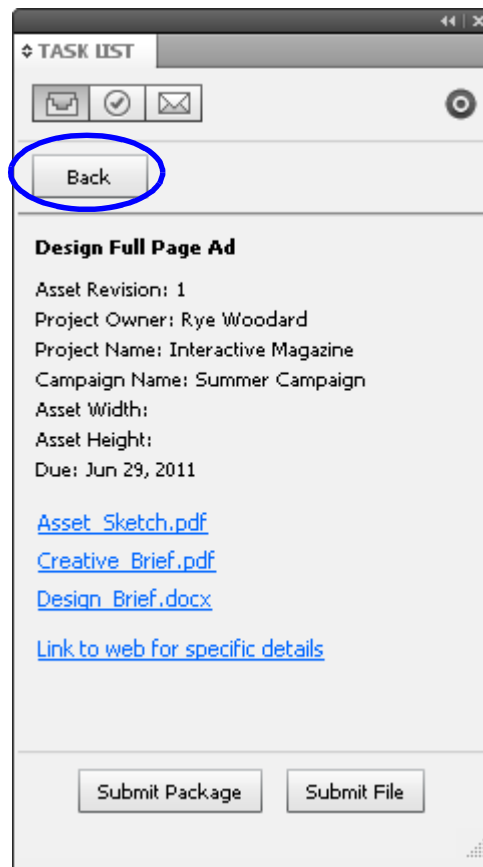 TASK LIST
Back
Design Full Page Ad
Asset Revision: 1
Project Owner: Rye Woodard
Project Name: Interactive Magazine
Campaign Name: Summer Campaign
Asset Width:
Asset Height:
Due: Jun 29, 2011
Asset_Sketch.pdf
Creative_Brief.pdf
Design_Brief.docx
Link to web for specific details
Submit Package Submit File